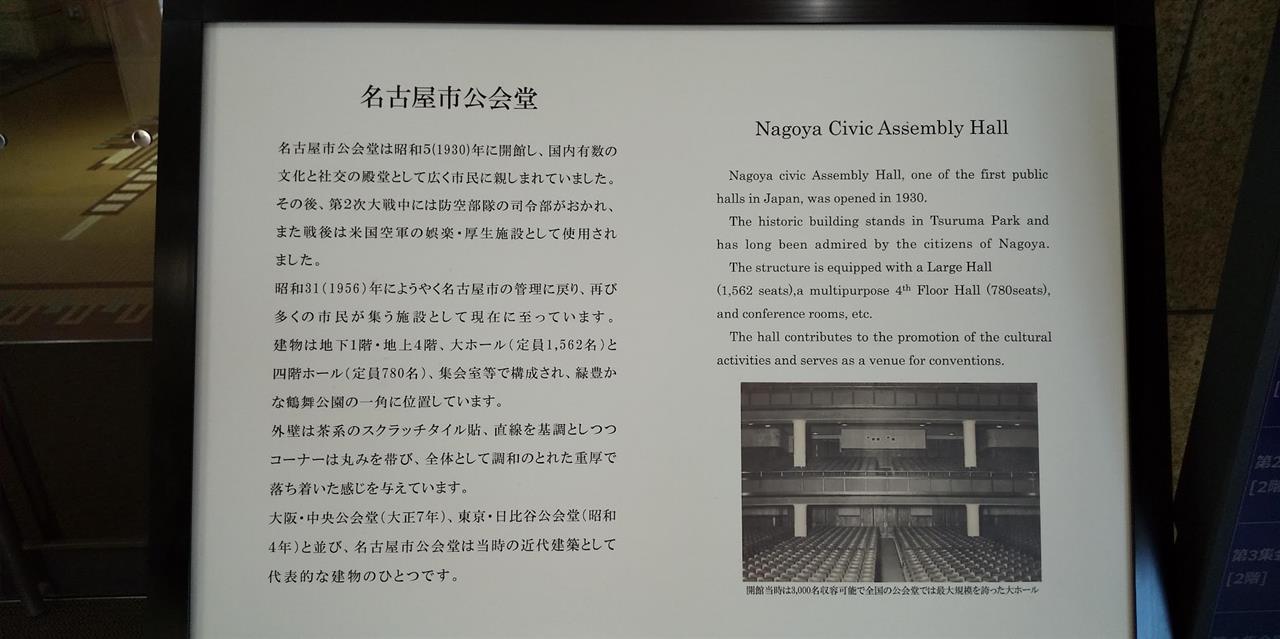 名古屋市公会堂
名古屋市公会堂は昭和5(1930)年に開館し、国内有数の
文化と社交の殿堂として広く市民に親しまれていました。
その後、第2次大戦中には防空部隊の司令部がおかれ、
また戦後は米国空軍の娯楽・厚生施設として使用され
ました。
昭和31(1956)年にようやく名古屋市の管理に戻り、再び
多くの市民が集う施設として現在に至っています。
建物は地下1階・地上4階、大ホール(定員1,562名)と
四階ホール(定員780名)、集会室等で構成され、緑豊か
な鶴舞公園の一角に位置しています。
外壁は茶系のスクラッチタイル貼、直線を基調としつつ
コーナーは丸みを帯び、全体として調和のとれた重厚で
落ち着いた感じを与えています。
大阪・中央公会堂(大正7年)、東京・日比谷公会堂(昭和
4年)と並び、名古屋市公会堂は当時の近代建築として
代表的な建物のひとつです。
Nagoya Civic Assembly Hall
Nagoya civic Assembly Hall, one of the first public
halls in Japan, was opened in 1930.
The historic building stands in Tsuruma Park and
has long been admired by the citizens of Nagoya.
The structure is equipped with a Large Hall
(1,562 seats),a multipurpose 4th Floor Hall (780seats),
and conference rooms, etc.
The hall contributes to the promotion of the cultural
activities and serves as a venue for conventions.
開館当時は3,000名収容可能で全国の公会堂では最大規模を誇った大ホール
第2
[2階
第3集
[2階]